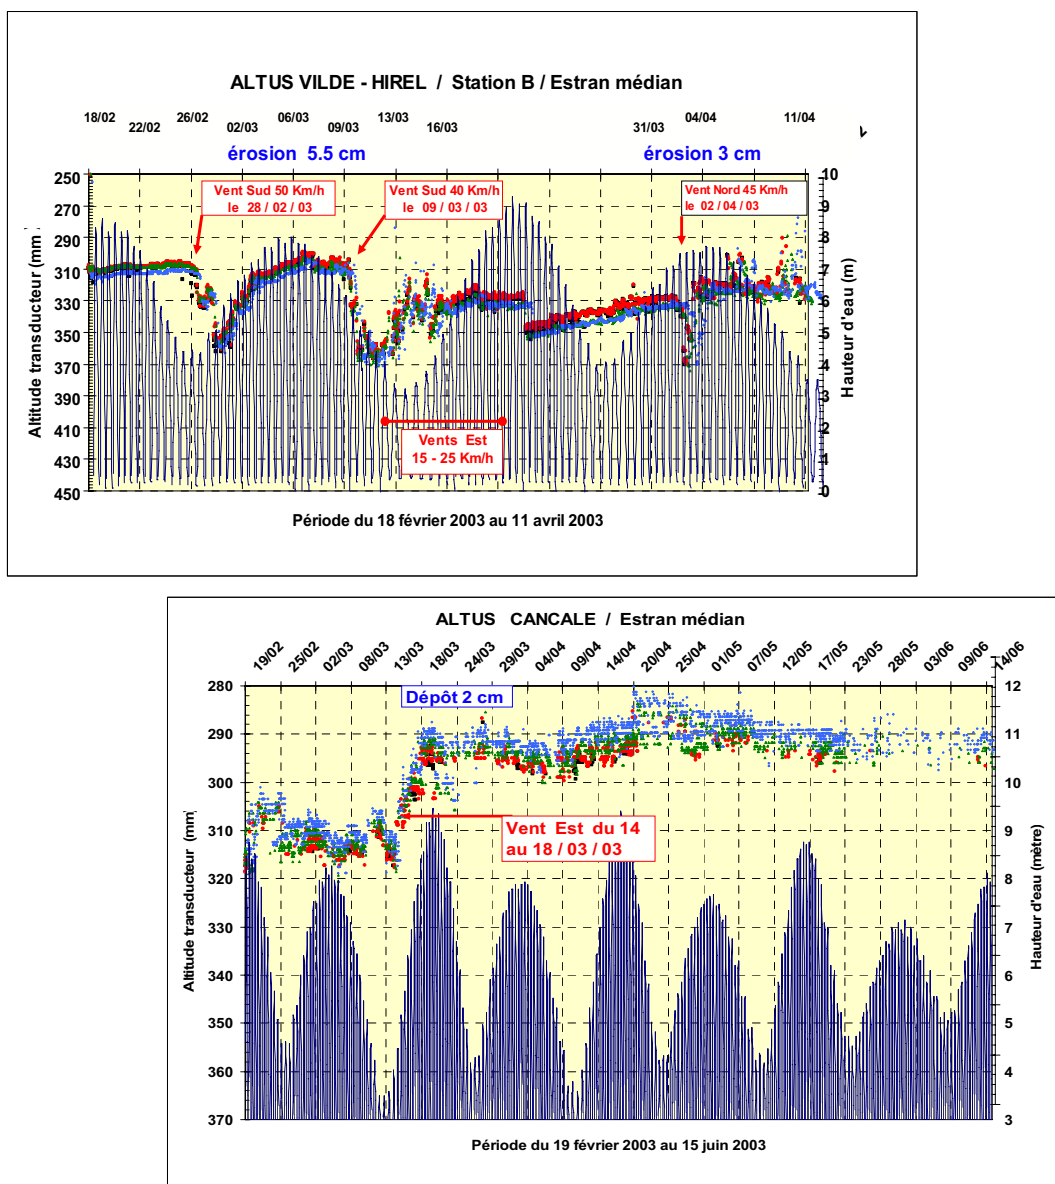 ALTUS VILDE - HIREL / Station B / Estran médian
18/02 22/02 26/02 02/03 06/03 09/03 13/03 16/03 31/03 04/04 11/04
érosion 5.5 cm
érosion 3 cm
Vent Sud 50 Km/h
le 28 / 02 / 03
Vent Sud 40 Km/h
le 09 / 03 / 03
Vent Nord 45 Km/h
le 02 / 04 / 03
Altitude transducteur (mm)
250
270
290
310
330
350
370
390
410
430
450
Hauteur d'eau (m)
10
9
8
7
6
5
4
3
2
1
0
Vents Est
15 - 25 Km/h
Période du 18 février 2003 au 11 avril 2003
ALTUS CANCALE / Estran médian
19/02 25/02 02/03 08/03 13/03 18/03 24/03 29/03 04/04 09/04 14/04 20/04 25/04 01/05 07/05 12/05 17/05 23/05 28/05 03/06 09/06 14/06
Dépôt 2 cm
Altitude transducteur (mm)
280
290
300
310
320
330
340
350
360
370
Hauteur d'eau (mètre)
12
11
10
9
8
7
6
5
4
3
Vent Est du 14
au 18 / 03 / 03
Période du 19 février 2003 au 15 juin 2003